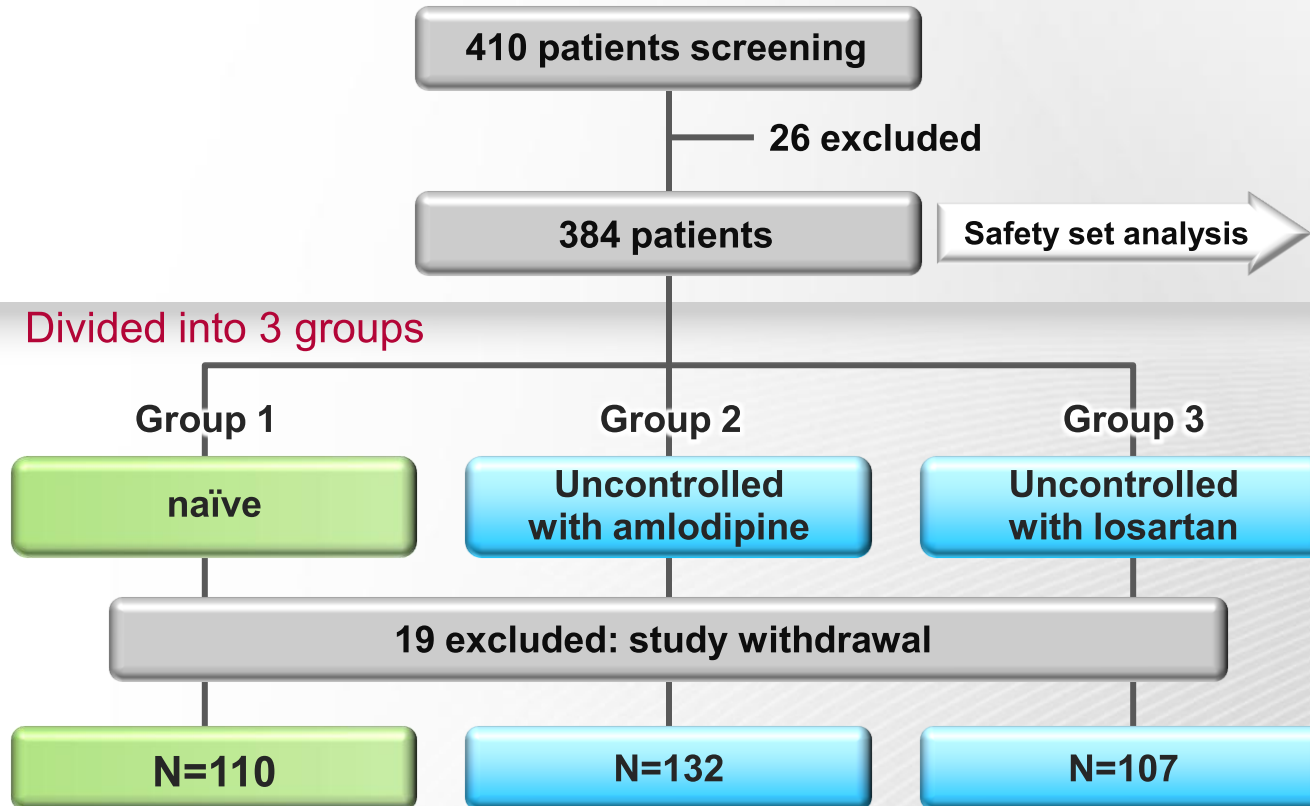 410 patients screening
26 excluded
384 patients
Safety set analysis
Divided into 3 groups
Group 1
Group 2
Group 3
naïve
Uncontrolled
with amlodipine
Uncontrolled
with losartan
19 excluded: study withdrawal
N=110
N=132
N=107